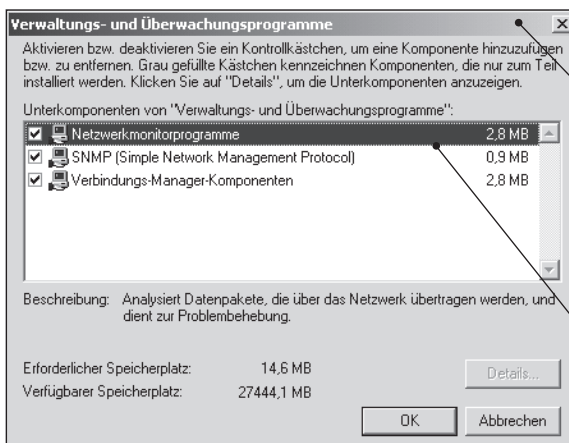 Verwaltungs- und Überwachungsprogramme
Aktivieren bzw. deaktivieren Sie ein Kontrollkästchen, um eine Komponente hinzuzufügen
bzw. zu entfernen. Grau gefüllte Kästchen kennzeichnen Komponenten, die nur zum Teil
installiert werden. Klicken Sie auf "Details", um die Unterkomponenten anzuzeigen.
Unterkomponenten von "Verwaltungs- und Überwachungsprogramme":
Netzwerkmonitorprogramme 2,8 MB
SNMP (Simple Network Management Protocol) 0,9 MB
Verbindungs-Manager-Komponenten 2,8 MB
Beschreibung: Analysiert Datenpakete, die über das Netzwerk übertragen werden, und
dient zur Problembehebung.
Erforderlicher Speicherplatz: 14,6 MB
Verfügbarer Speicherplatz: 27444,1 MB
Details...
OK Abbrechen